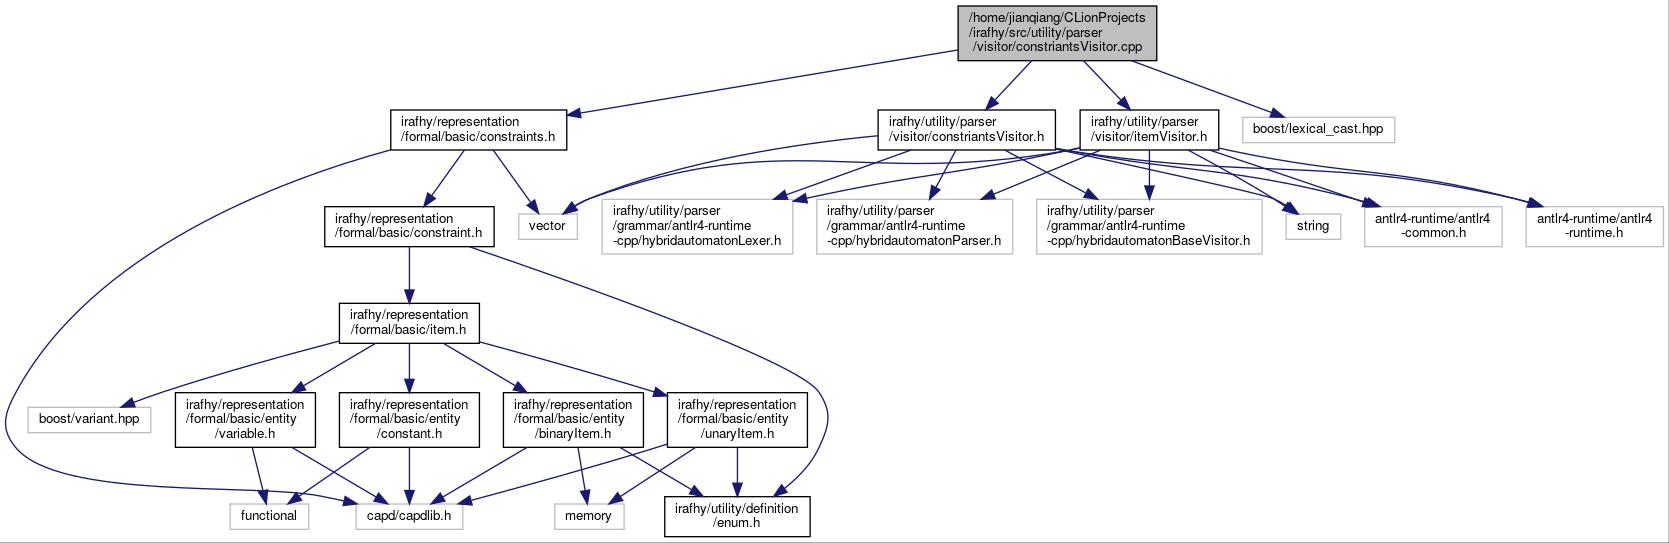 /home/jianqiang/CLionProjects
/irafhy/src/utility/parser
/visitor/constriantsVisitor.cpp
irafhy/representation
/formal/basic/constraints.h
irafhy/utility/parser
/visitor/constriantsVisitor.h
irafhy/utility/parser
/visitor/itemVisitor.h
boost/lexical_cast.hpp
irafhy/representation
/formal/basic/constraint.h
vector
irafhy/utility/parser
/grammar/antlr4-runtime
-cpp/hybridautomatonLexer.h
irafhy/utility/parser
/grammar/antlr4-runtime
-cpp/hybridautomatonParser.h
irafhy/utility/parser
/grammar/antlr4-runtime
-cpp/hybridautomatonBaseVisitor.h
string
antlr4-runtime/antlr4
-common.h
antlr4-runtime/antlr4
-runtime.h
irafhy/representation
/formal/basic/item.h
boost/variant.hpp
irafhy/representation
/formal/basic/entity
/variable.h
irafhy/representation
/formal/basic/entity
/constant.h
irafhy/representation
/formal/basic/entity
/binaryItem.h
irafhy/representation
/formal/basic/entity
/unaryItem.h
functional
capd/capdlib.h
memory
irafhy/utility/definition
/enum.h